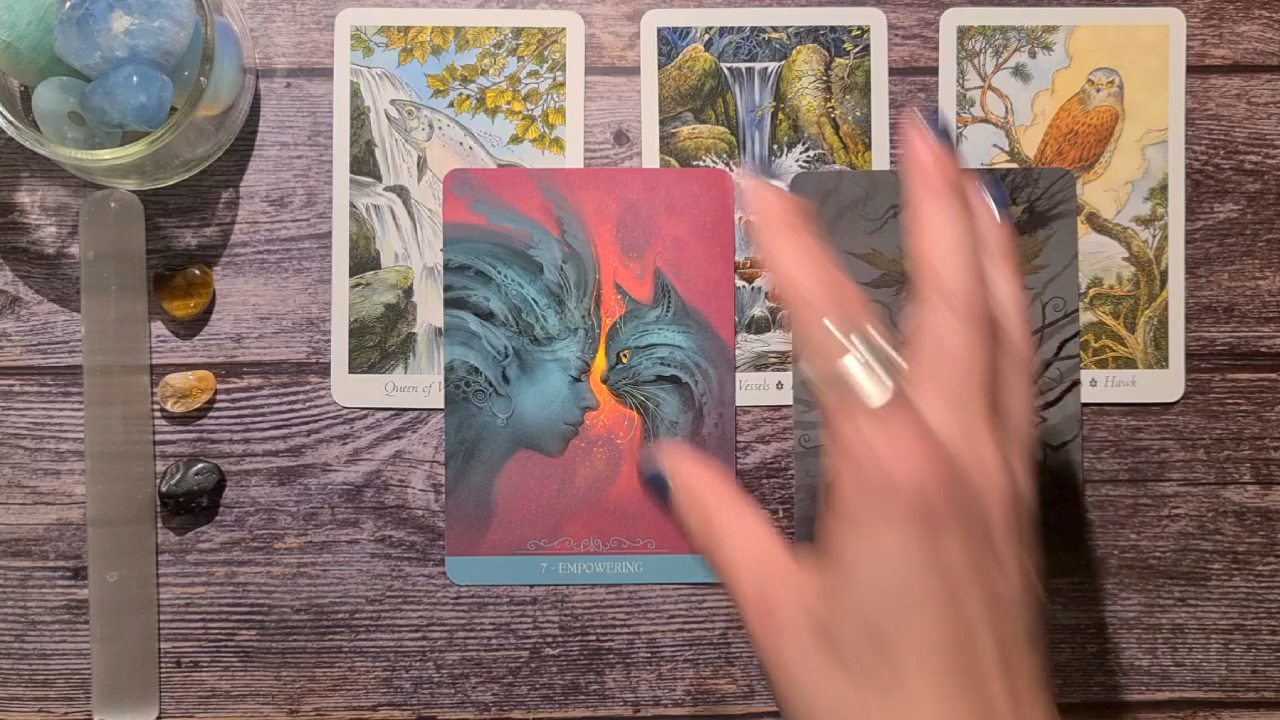 Queen of
Vessels ✽
✽ Hawk
7 - EMPOWERING